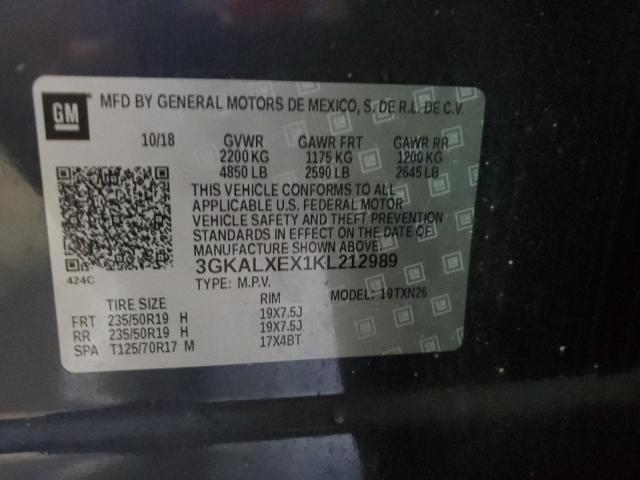 GM
MFD BY GENERAL MOTORS DE MEXICO, S. DE R.L. DE C.V.
10/18 GVWR GAWR FRT GAWR RR
2200 KG 1175 KG 1200 KG
4850 LB 2590 LB 2645 LB
THIS VEHICLE CONFORMS TO ALL
APPLICABLE U.S. FEDERAL MOTOR
VEHICLE SAFETY AND THEFT PREVENTION
STANDARDS IN EFFECT ON THE DATE OF
MANUFACTURE SHOWN ABOVE.
3GKALXEX1KL212989
424C
TYPE: M.P.V. MODEL: 19TXN26
TIRE SIZE RIM
FRT 235/50R19 H 19X7.5J
RR 235/50R19 H 19X7.5J
SPA T125/70R17 M 17X4BT